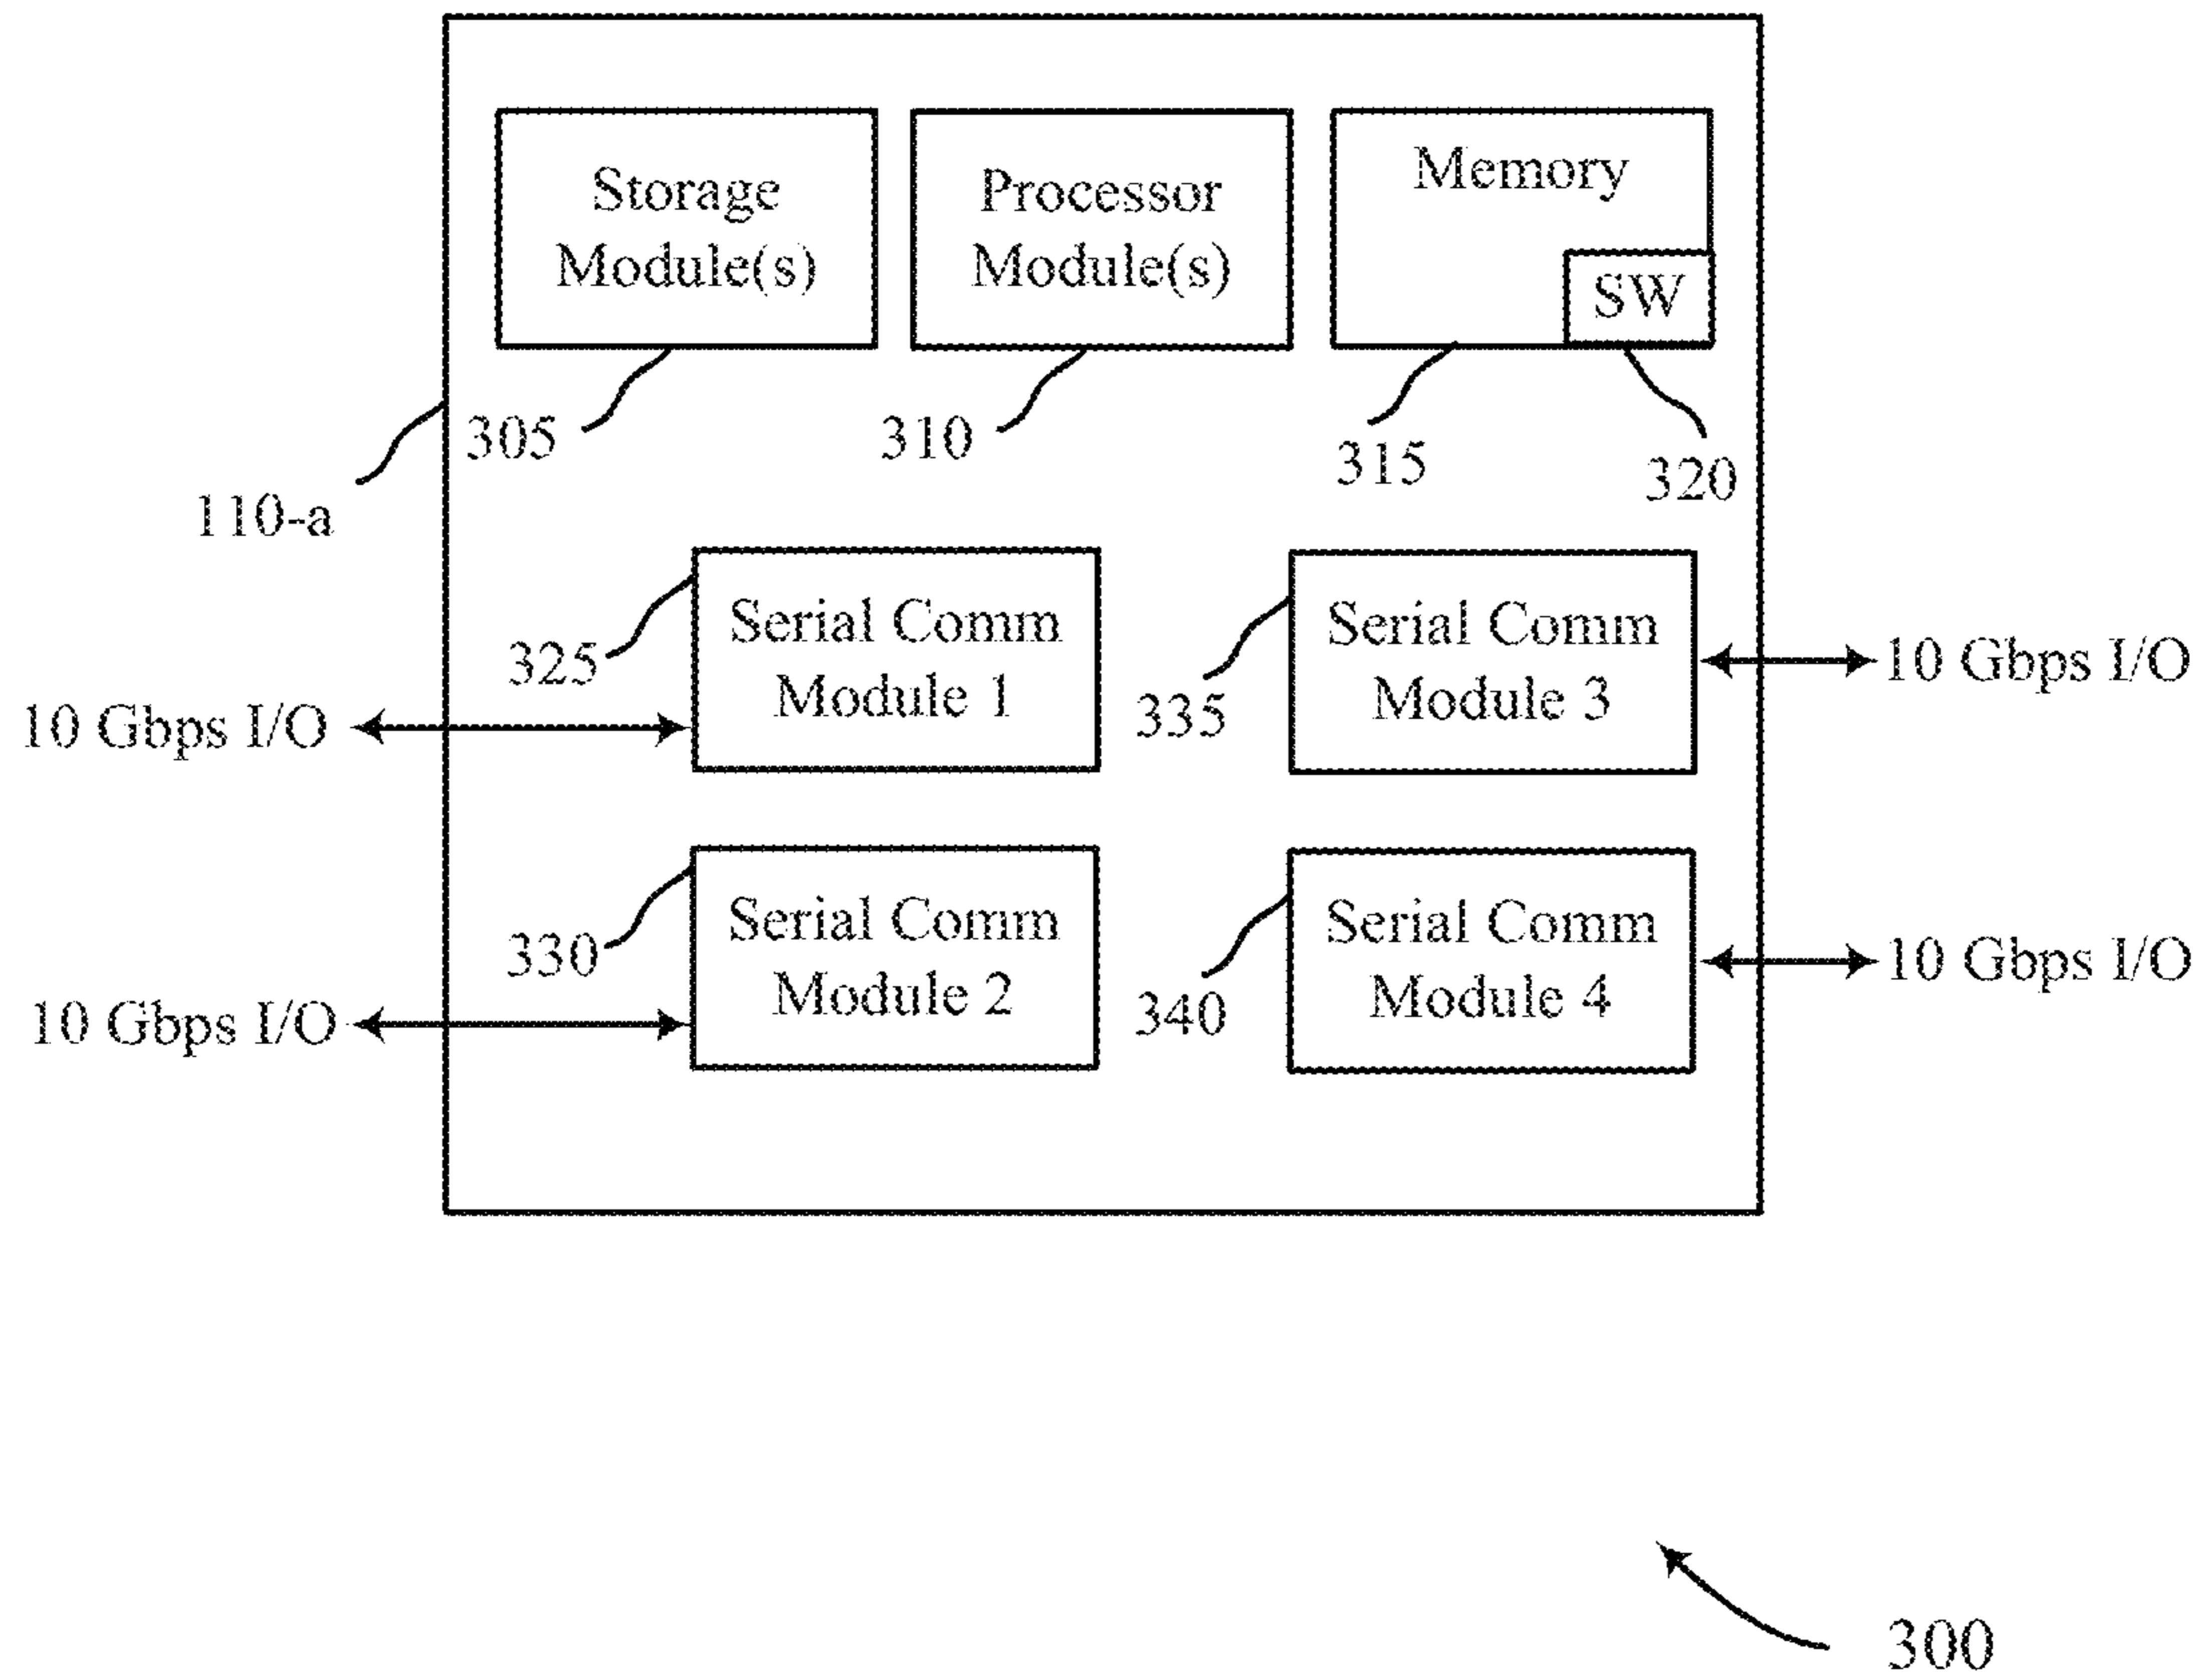 Storage
Module(s)
Processor
Module(s)
Memory
SW
305
310
315
320
110-a
Serial Comm
Module 1
325
10 Gbps I/O
Serial Comm
Module 3
335
10 Gbps I/O
Serial Comm
Module 2
330
10 Gbps I/O
Serial Comm
Module 4
340
10 Gbps I/O
300